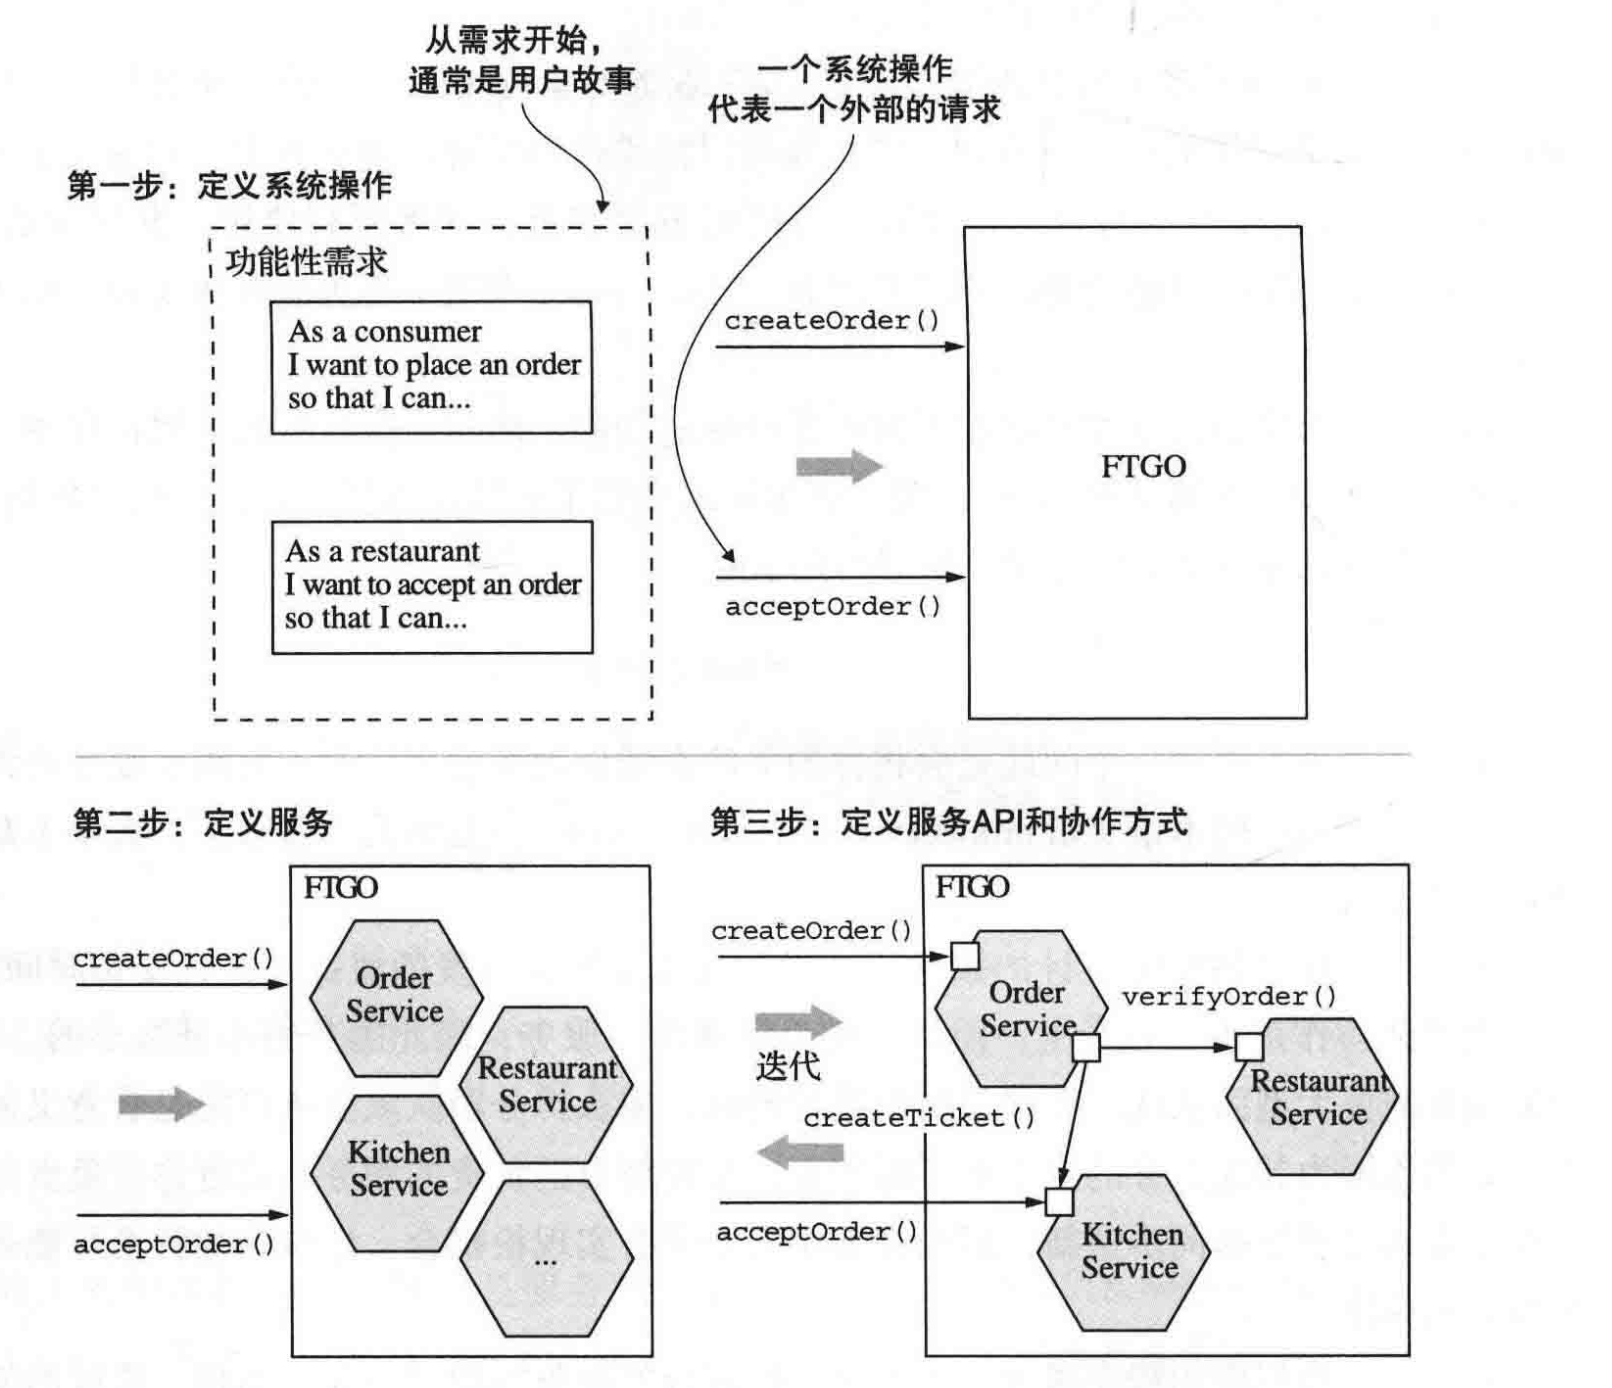 从需求开始，
通常是用户故事
一个系统操作
代表一个外部的请求
第一步：定义系统操作
功能性需求
As a consumer
I want to place an order
so that I can...
As a restaurant
I want to accept an order
so that I can...
createOrder()
acceptOrder()
FTGO
第二步：定义服务
createOrder()
acceptOrder()
FTGO
Order
Service
Restaurant
Service
Kitchen
Service
...
第三步：定义服务API和协作方式
迭代
FTGO
createOrder()
Order
Service
verifyOrder()
Restaurant
Service
createTicket()
acceptOrder()
Kitchen
Service